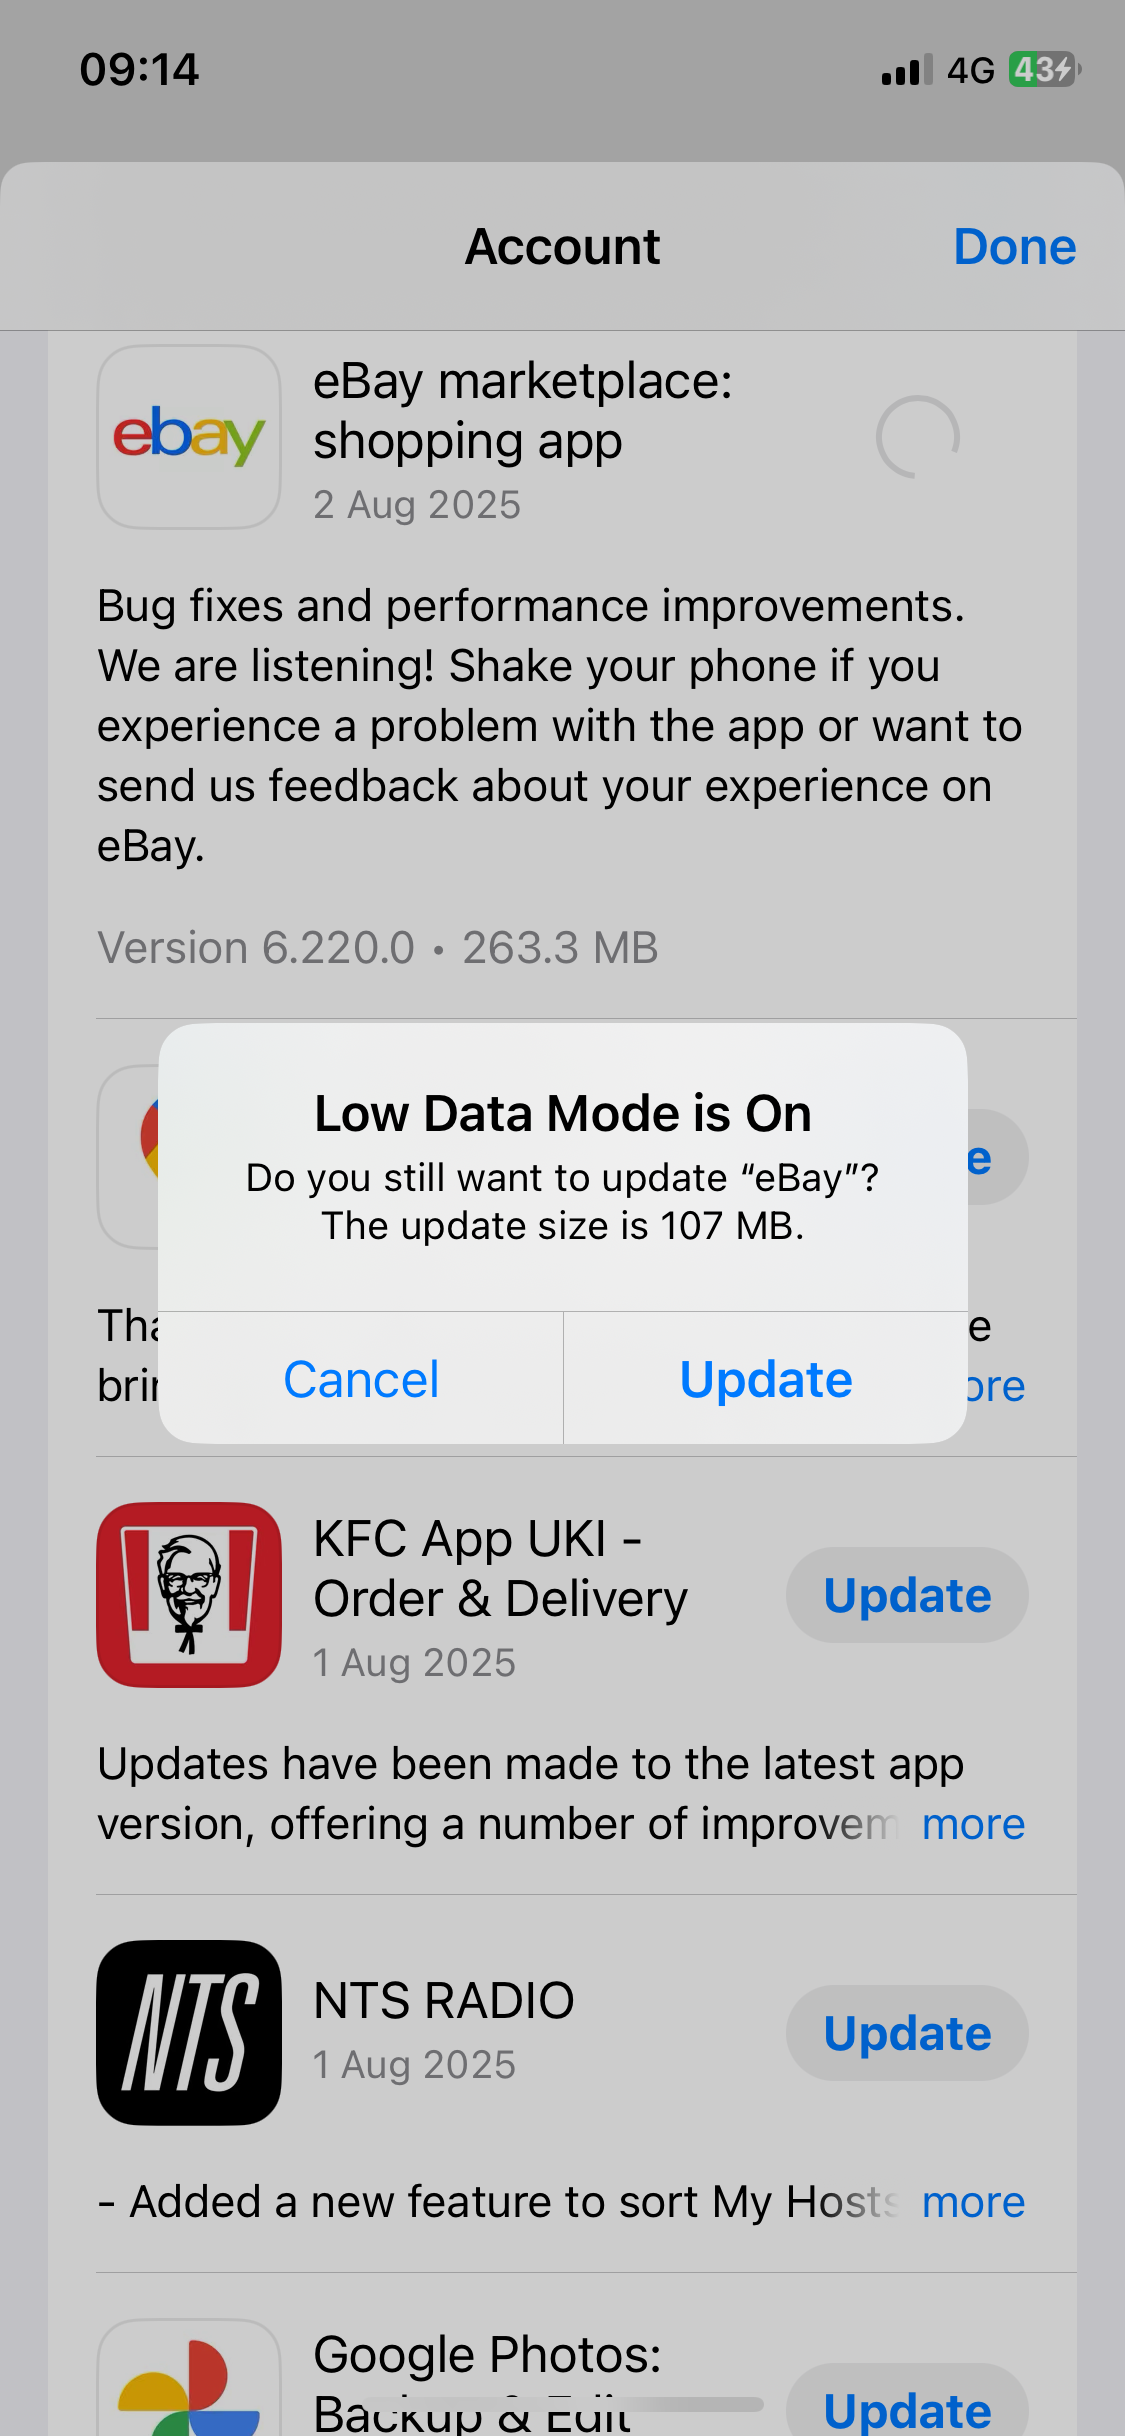 09:14
4G
43
Account
Done
ebay
eBay marketplace:
shopping app
2 Aug 2025
Bug fixes and performance improvements.
We are listening! Shake your phone if you
experience a problem with the app or want to
send us feedback about your experience on
eBay.
Version 6.220.0 • 263.3 MB
Low Data Mode is On
Do you still want to update “eBay”?
The update size is 107 MB.
Cancel
Update
KFC App UKI -
Order & Delivery
1 Aug 2025
Update
Updates have been made to the latest app
version, offering a number of improvem more
NTS
NTS RADIO
1 Aug 2025
Update
- Added a new feature to sort My Hosts more
Google Photos:
Backup & Edit
Update